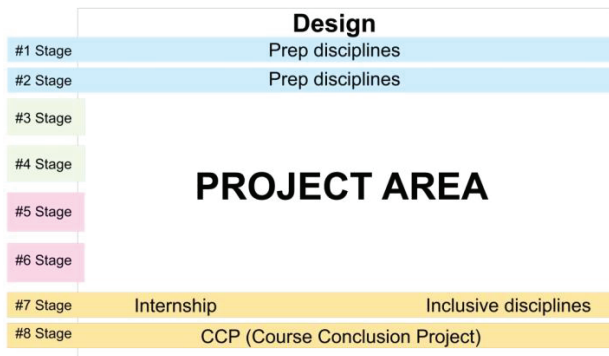 Design
#1 Stage Prep disciplines
#2 Stage Prep disciplines
#3 Stage
#4 Stage
PROJECT AREA
#5 Stage
#6 Stage
#7 Stage Internship Inclusive disciplines
#8 Stage CCP (Course Conclusion Project)